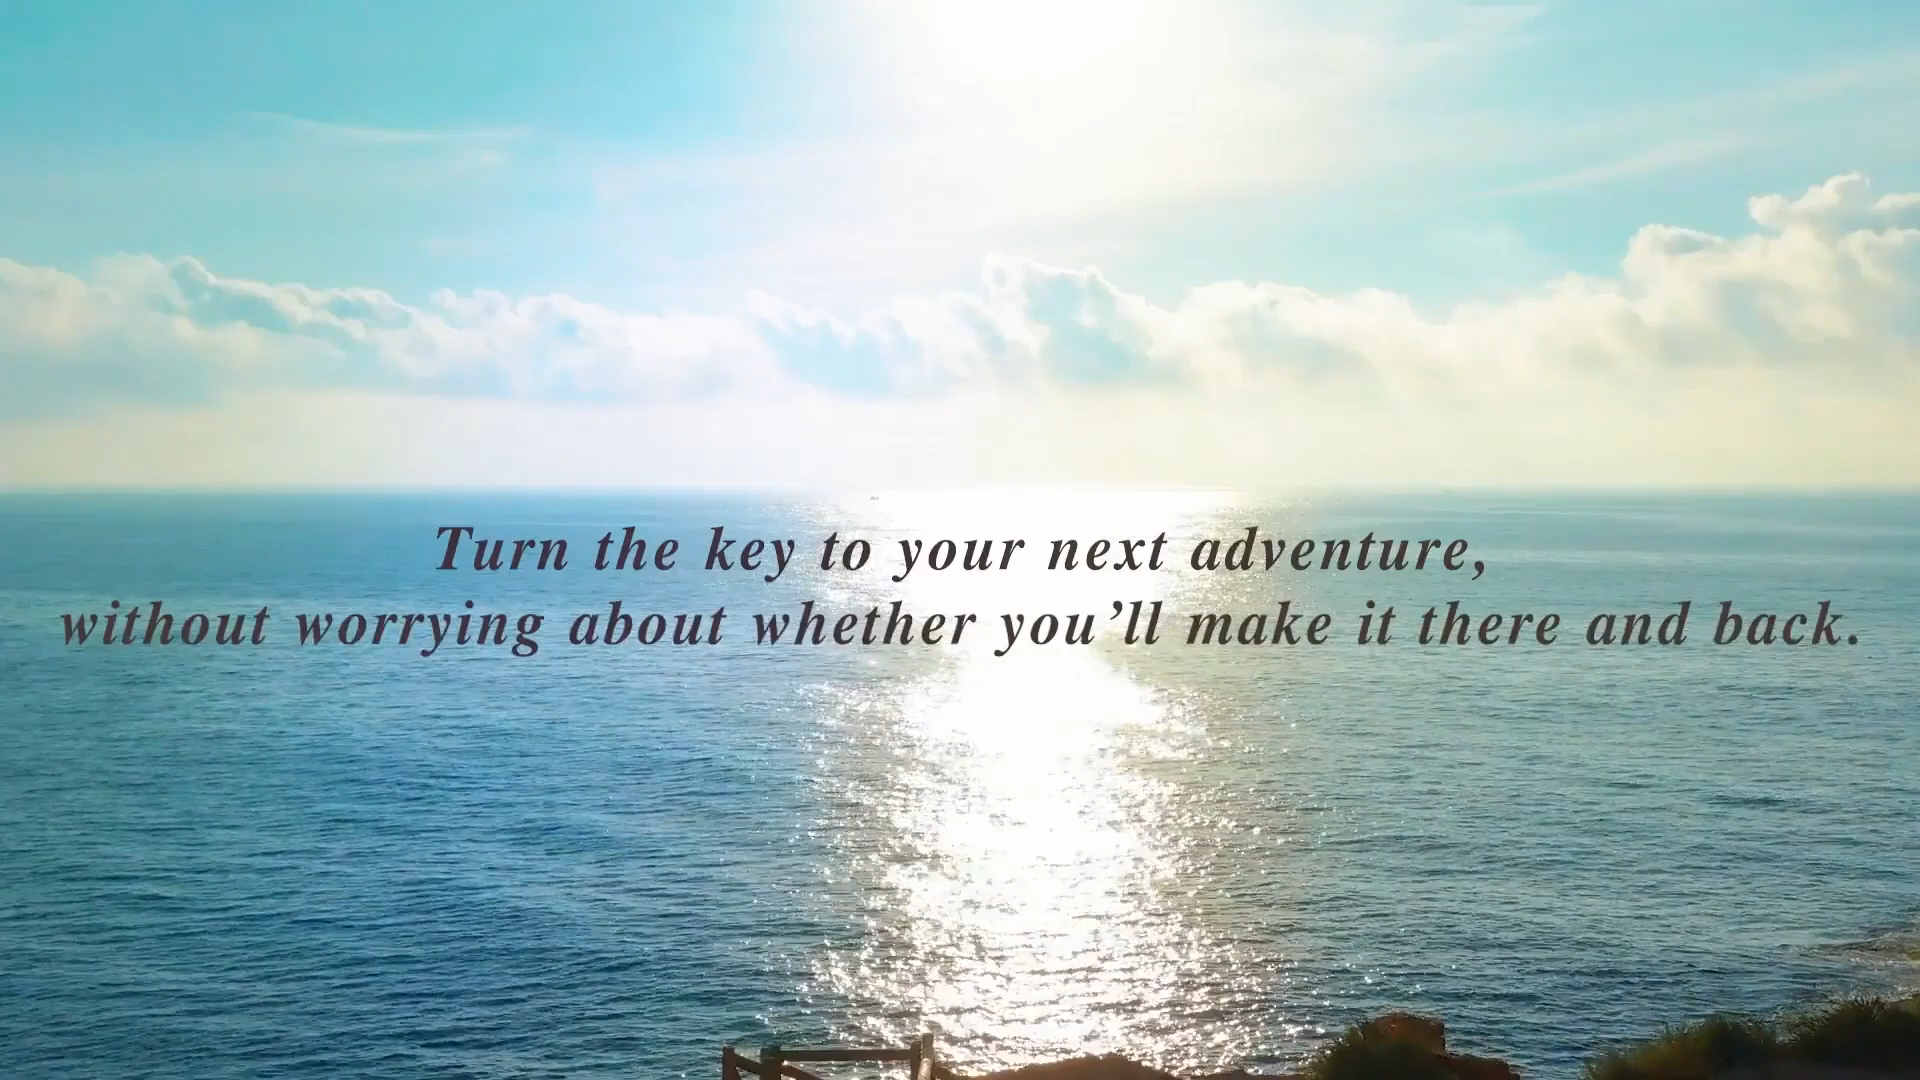 Turn the key to your next adventure,
without worrying about whether you’ll make it there and back.